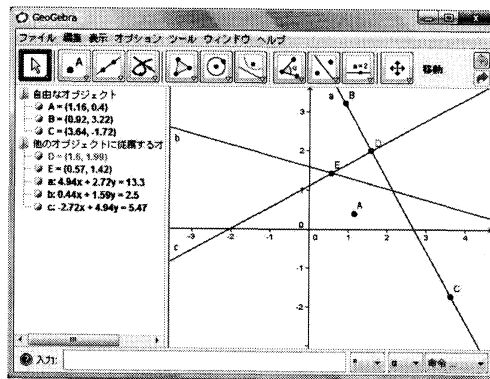 GeoGebra
ファイル 編集 表示 オプション ツール ウィンドウ ヘルプ
A
a=2
移動
自由なオブジェクト
A = (1.16, 0.4)
B = (0.92, 3.22)
C = (3.64, -1.72)
他のオブジェクトに従属するオ
D = (1.6, 1.99)
E = (0.57, 1.42)
a: 4.94x + 2.72y = 13.3
b: 0.44x + 1.59y = 2.5
c: -2.72x + 4.94y = 5.47
a B
3
b
D
2
E
1
A
c
-3 -2 -1 0 1 2 3 4
0
-1
C
-2
入力:
α
命令 ...